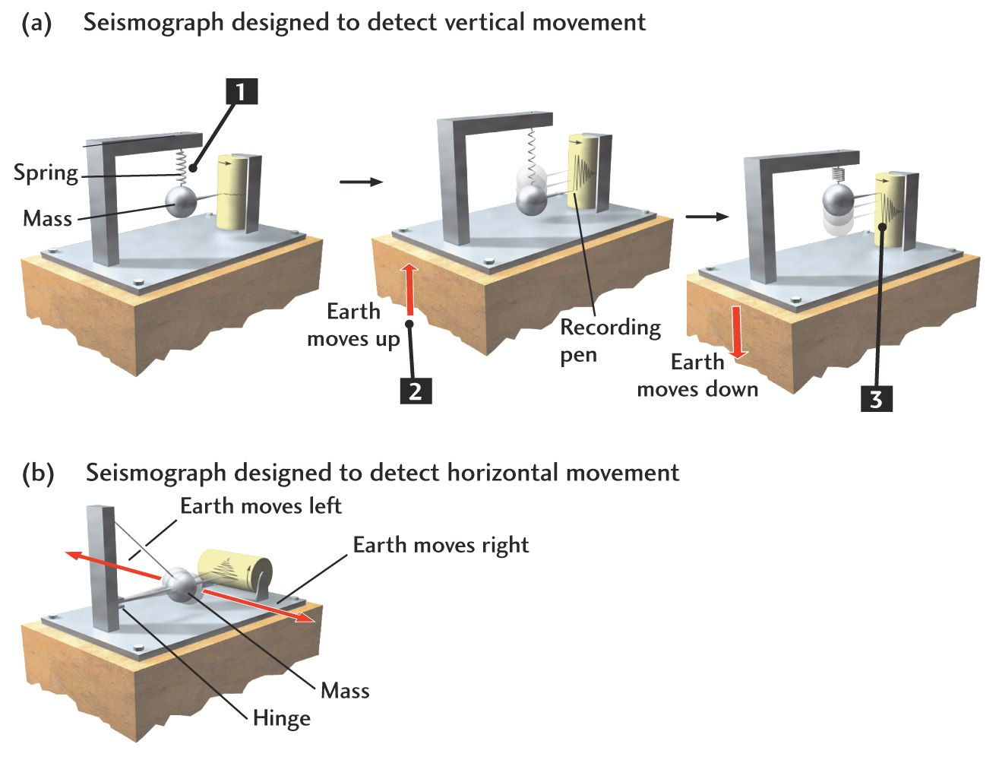 (a) Seismograph designed to detect vertical movement
1
Spring
Mass
Earth
moves up
2
Recording
pen
Earth
moves down
3
(b) Seismograph designed to detect horizontal movement
Earth moves left
Earth moves right
Mass
Hinge